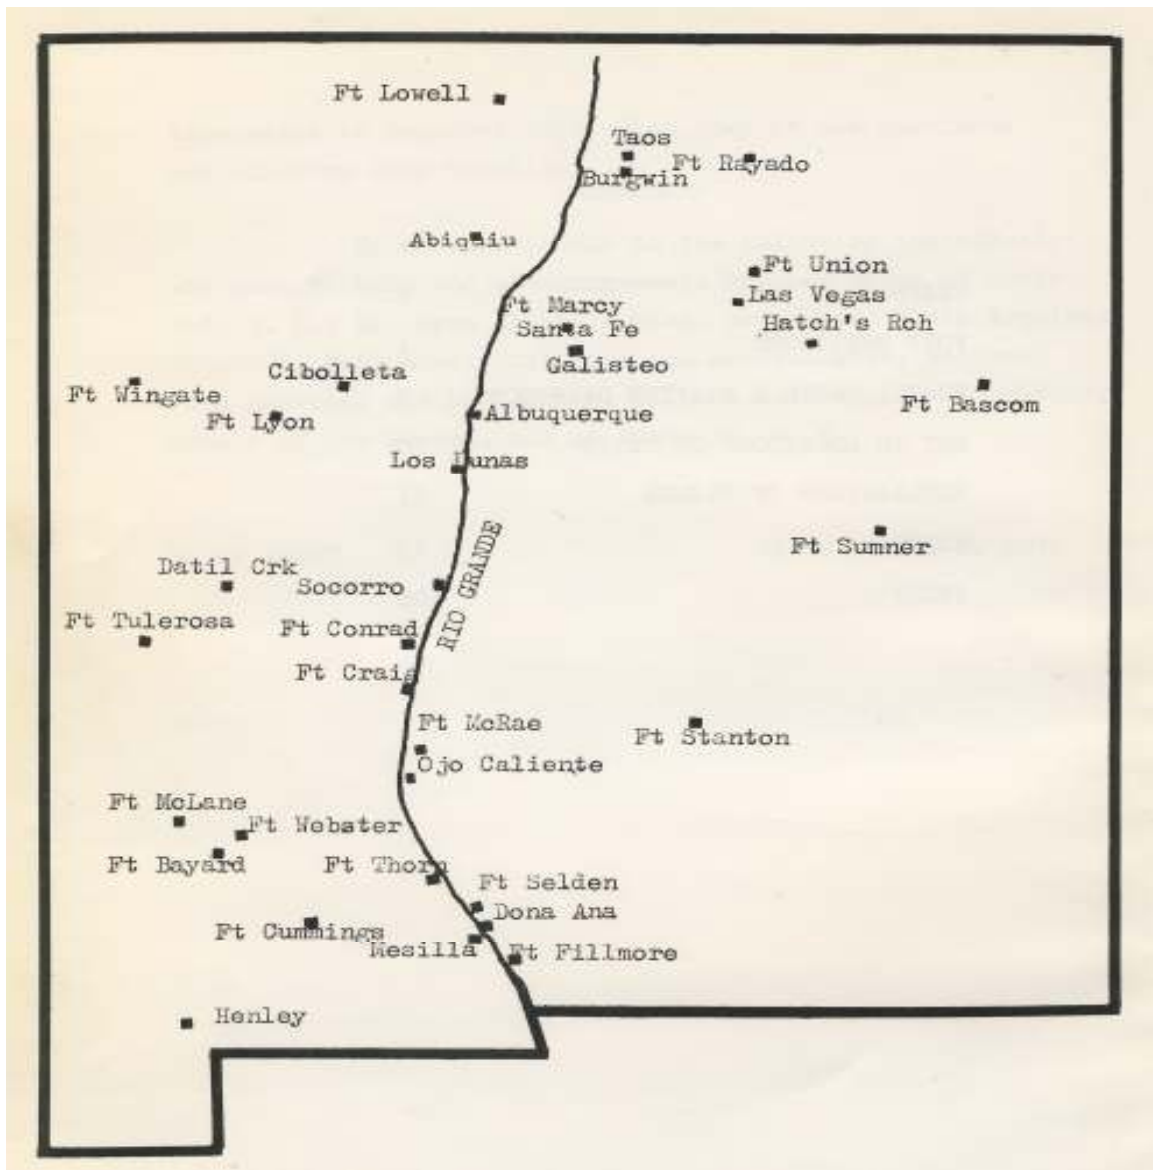 Ft Lowell
Taos
Ft Rayado
Burgwin
Abiquiu
Ft Union
Las Vegas
Ft Marcy
Hatch's Rch
Santa Fe
Galisteo
Cibolleta
Ft Wingate
Ft Bascom
Ft Lyon
Albuquerque
Los Lunas
RIO GRANDE
Ft Sumner
Datil Crk
Socorro
Ft Tulerosa
Ft Conrad
Ft Craig
Ft McRae
Ft Stanton
Ojo Caliente
Ft McLane
Ft Webster
Ft Bayard
Ft Thorn
Ft Selden
Dona Ana
Ft Cummings
Mesilla
Ft Fillmore
Henley